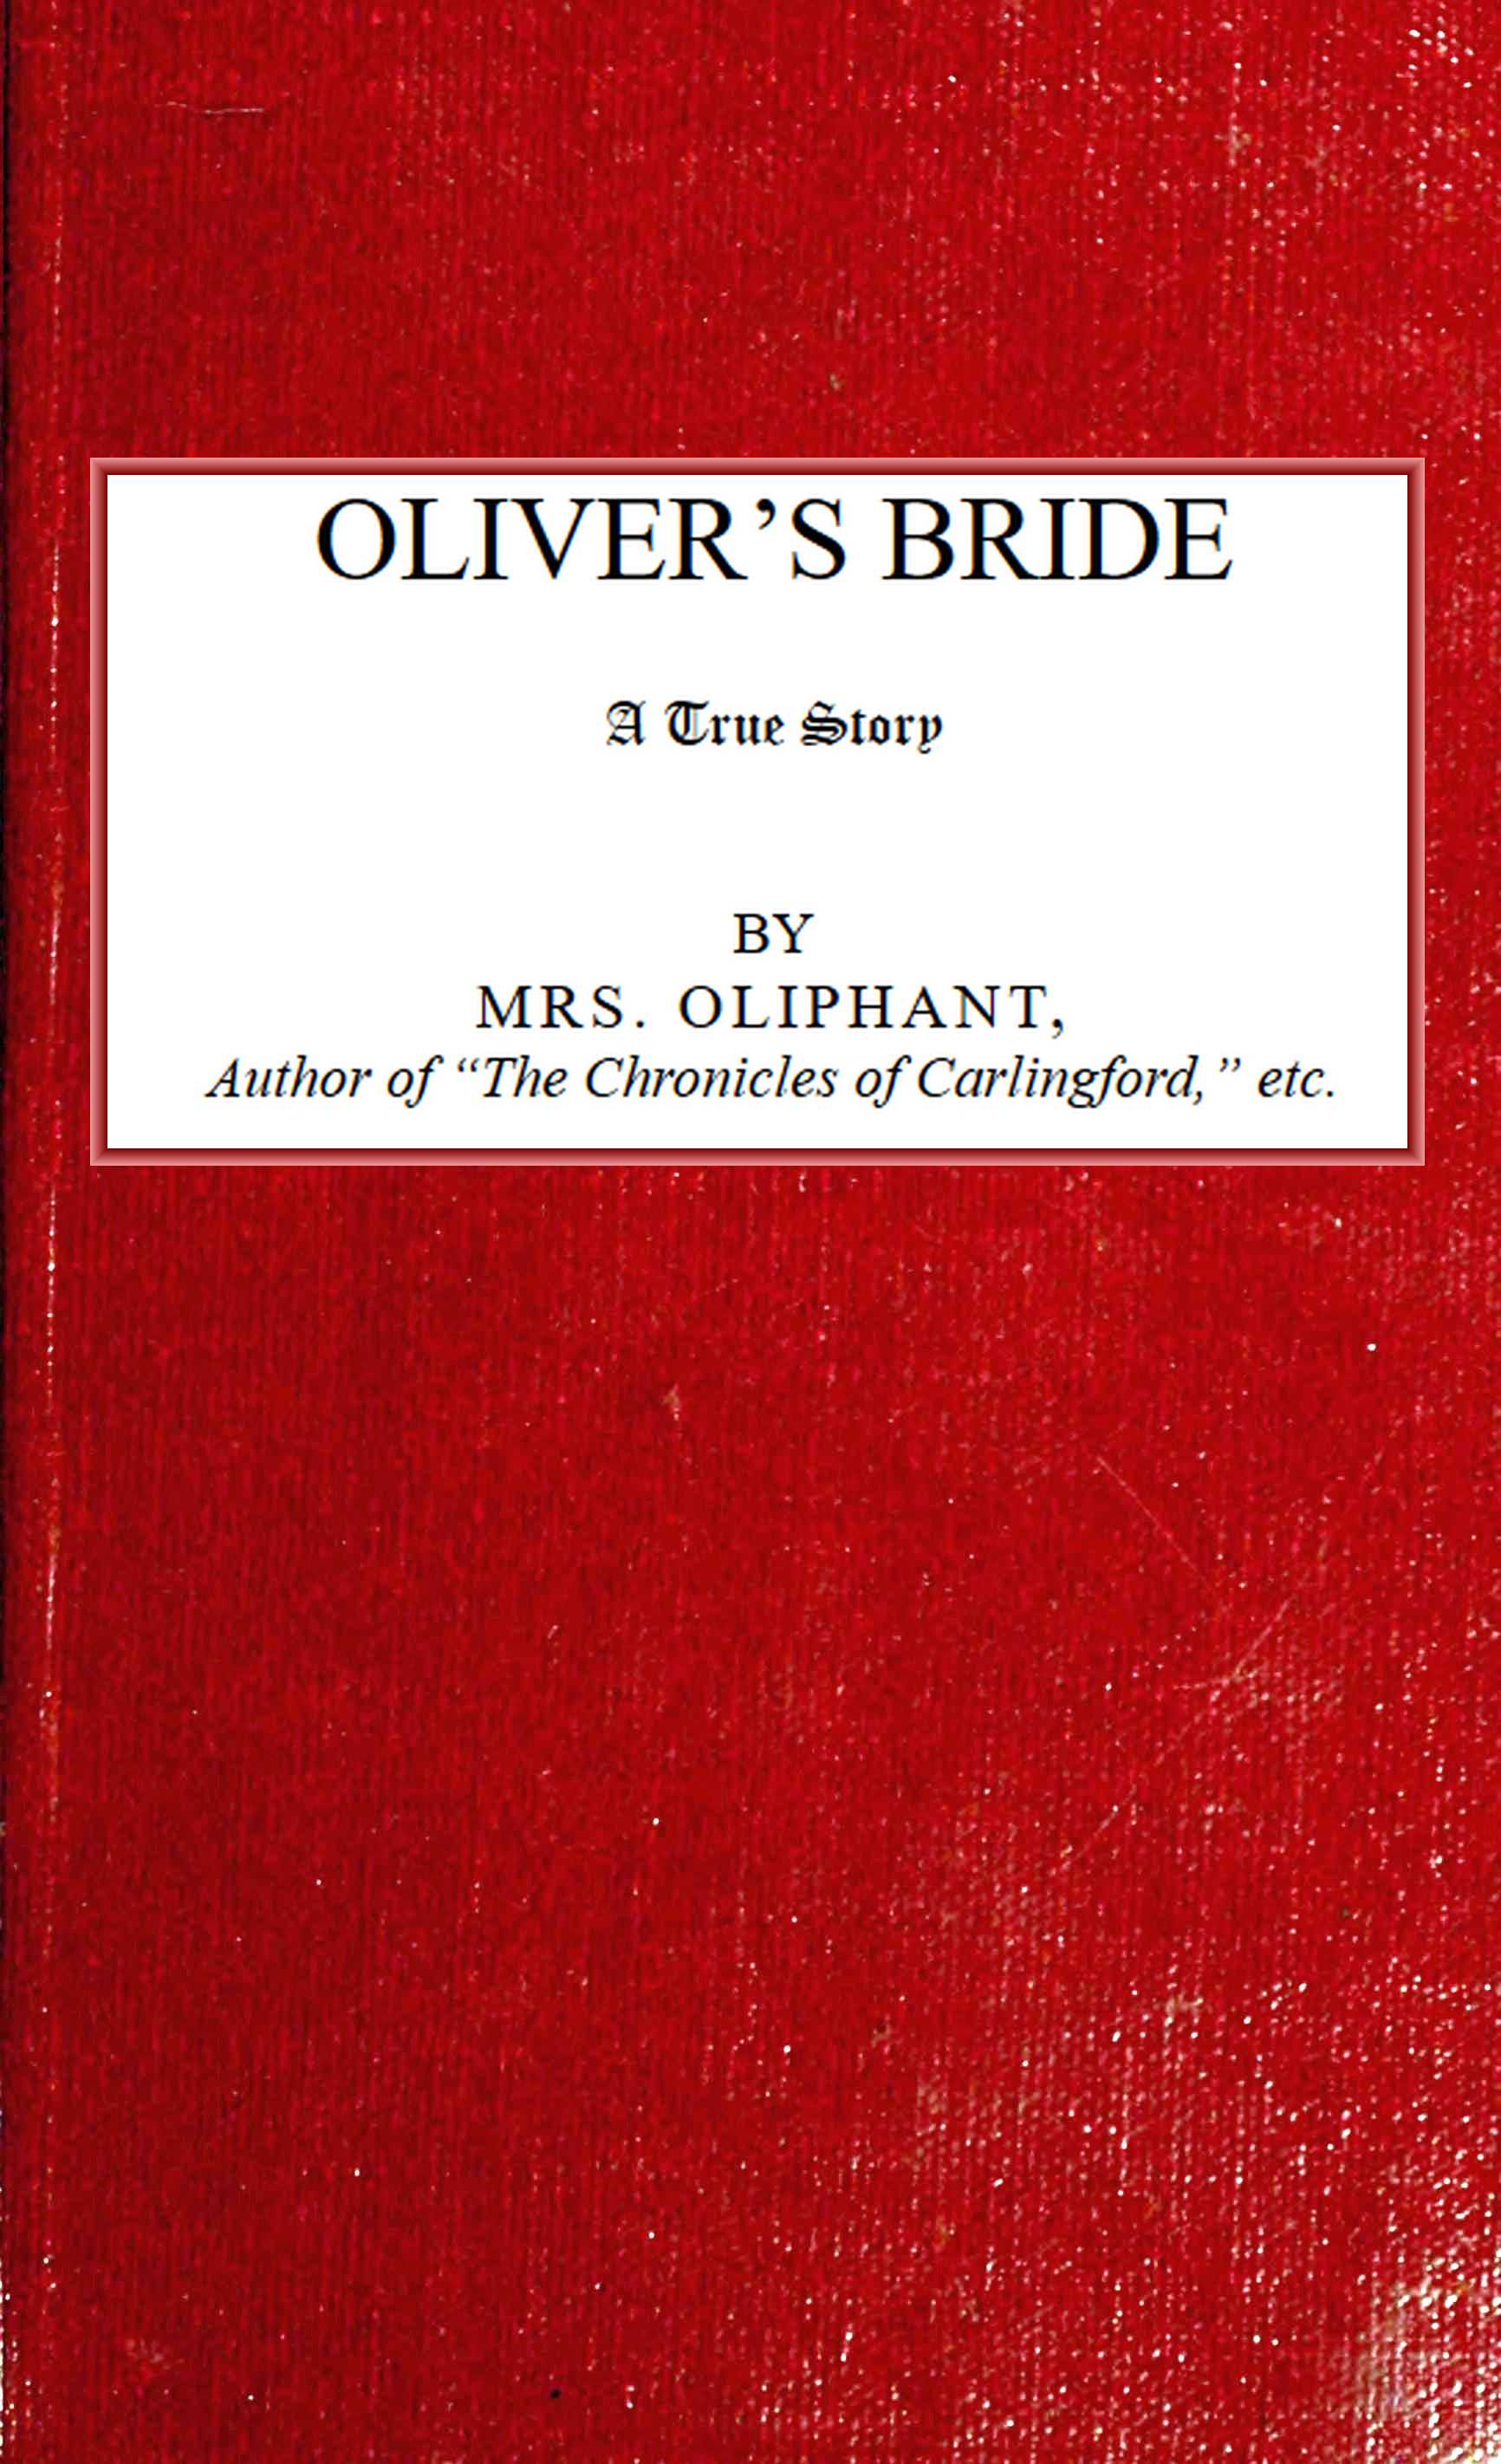 OLIVER’S BRIDE
A True Story
BY
MRS. OLIPHANT,
Author of “The Chronicles of Carlingford,” etc.